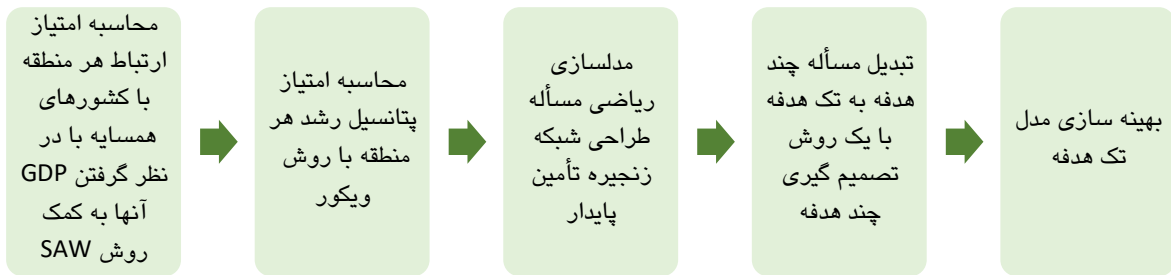 محاسبه امتیاز
ارتباط هر منطقه
با کشورهای
همسایه با در
نظر گرفتن GDP
آنها به کمک
روش SAW
محاسبه امتیاز
پتانسیل رشد هر
منطقه با روش
ویکور
مدلسازی
ریاضی مسأله
طراحی شبکه
زنجیره تأمین
پایدار
تبدیل مسأله چند
هدفه به تک هدفه
با یک روش
تصمیم گیری
چند هدفه
بهینه سازی مدل
تک هدفه